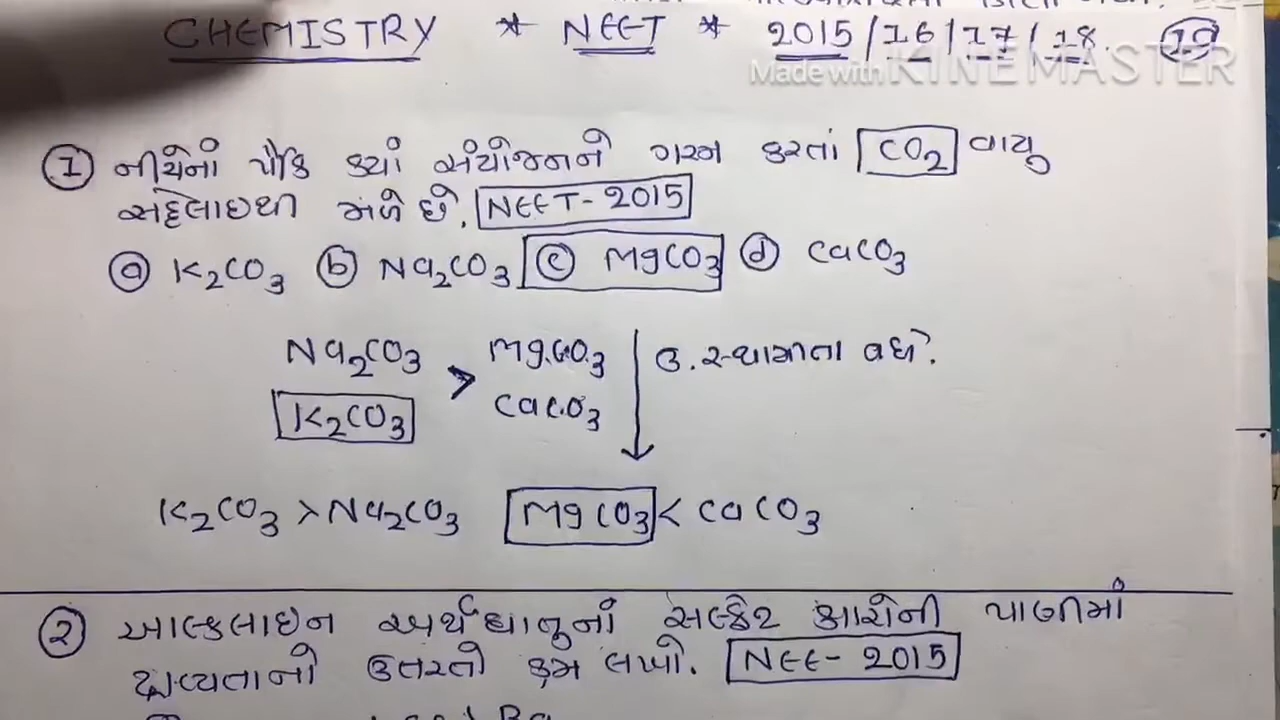 CHEMISTRY * NEET * 2015/16/17/18.
Made with KINEMASTER
① નીચેનાં પૈકિ ક્યાં સંયોજનને ગરમ કરતાં CO2 વાયુ
સહેલાઇથી મળે છે. NEET-2015
ⓐ K2CO3 ⓑ Na2CO3 ⓒ MgCO3 ⓓ CaCO3
Na2CO3 > MgCO3 ઉ.સ્થામીતા વધે.
K2CO3 CaCO3
K2CO3 > Na2CO3 MgCO3 < CaCO3
② આલ્કલાઇન અર્થધાતુનાં સલ્ફેટ ક્ષારોની પાણીમાં
દ્રાવ્યતાનો ઉતરતો ક્રમ લખો. NEE-2015